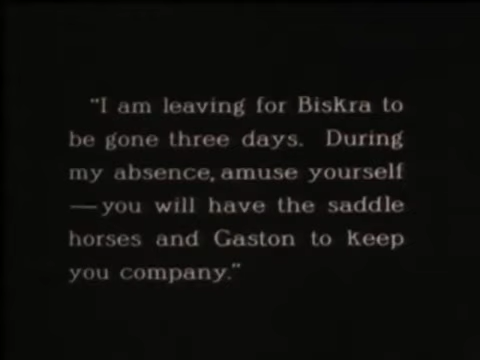 "I am leaving for Biskra to
be gone three days. During
my absence, amuse yourself
—you will have the saddle
horses and Gaston to keep
you company."